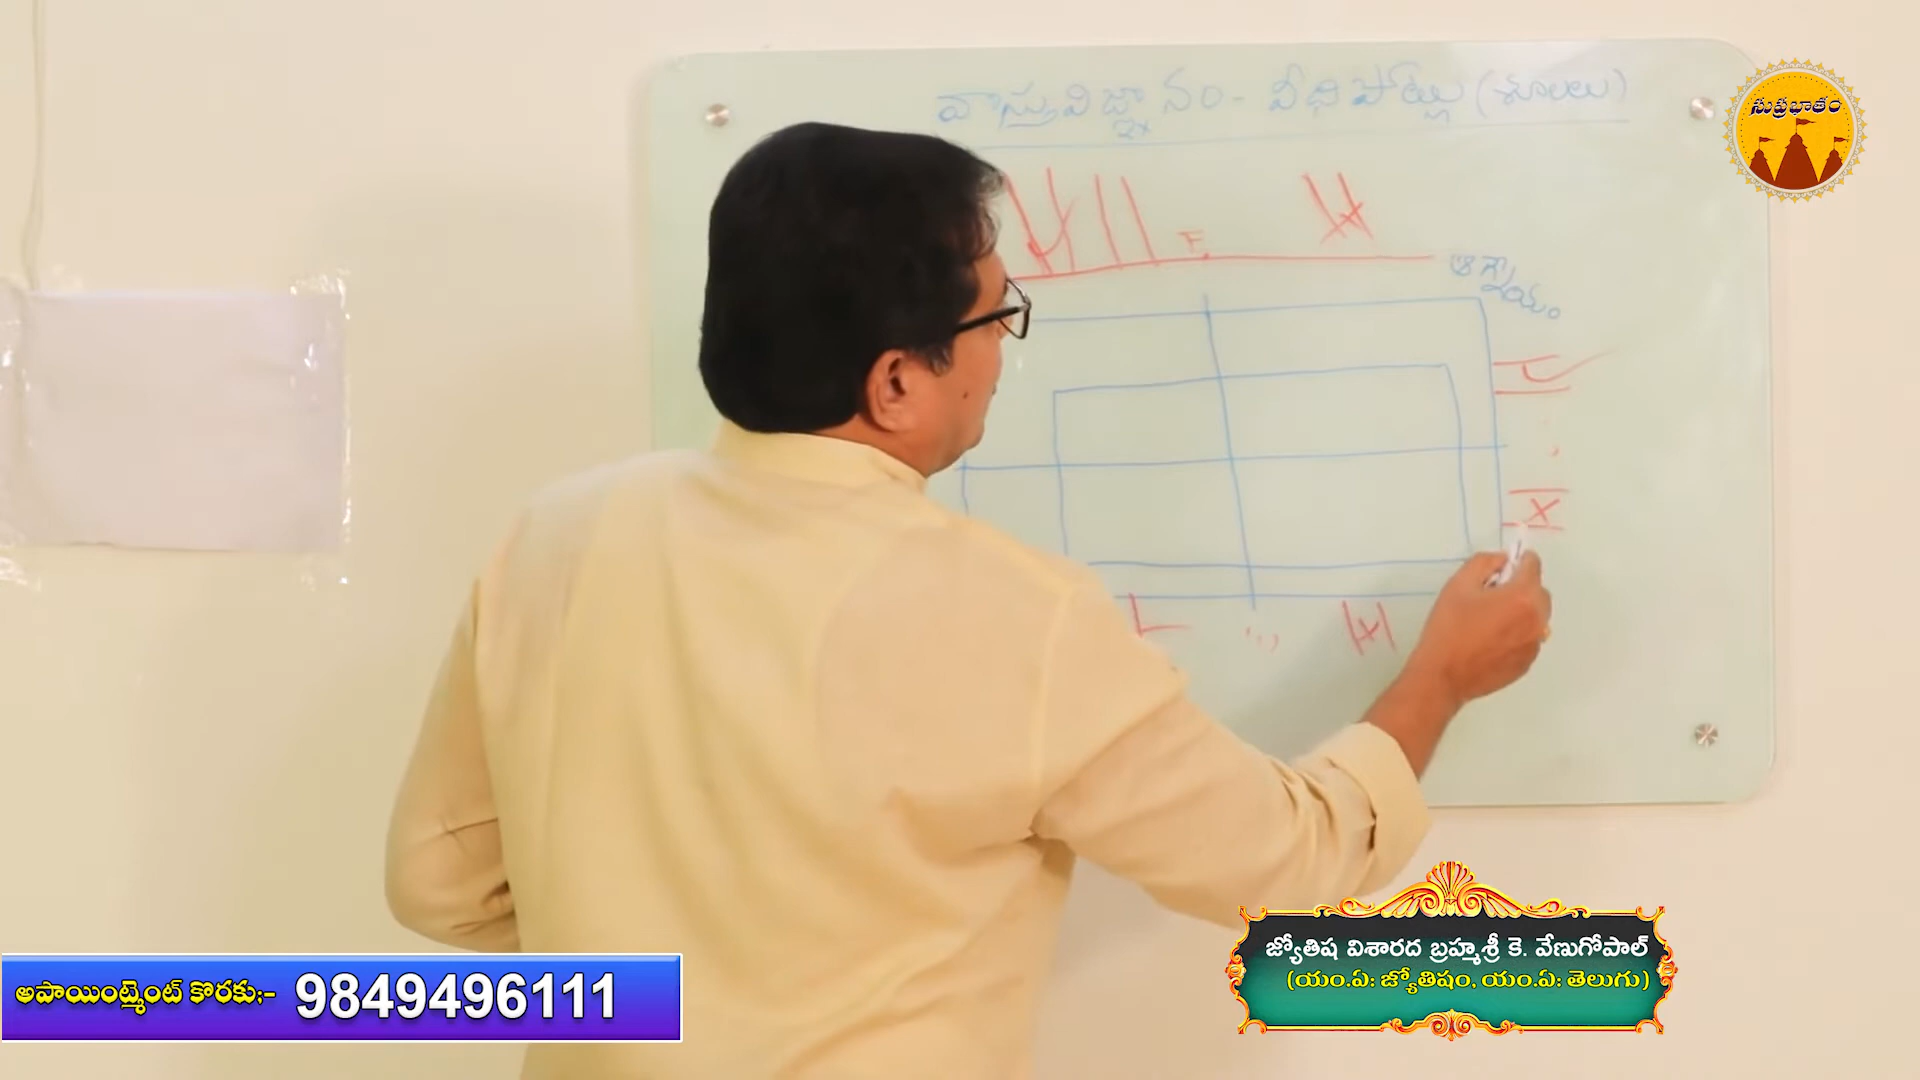 వాస్తువిజ్ఞానం - వీధిపోట్లు (శూలలు)
సుప్రభాతం
E
ఆగ్నేయం
X
జ్యోతిష విశారద బ్రహ్మశ్రీ కె. వేణుగోపాల్
(యం.ఏ: జ్యోతిషం, యం.ఏ: తెలుగు)
అపాయింట్మెంట్ కొరకు:- 9849496111